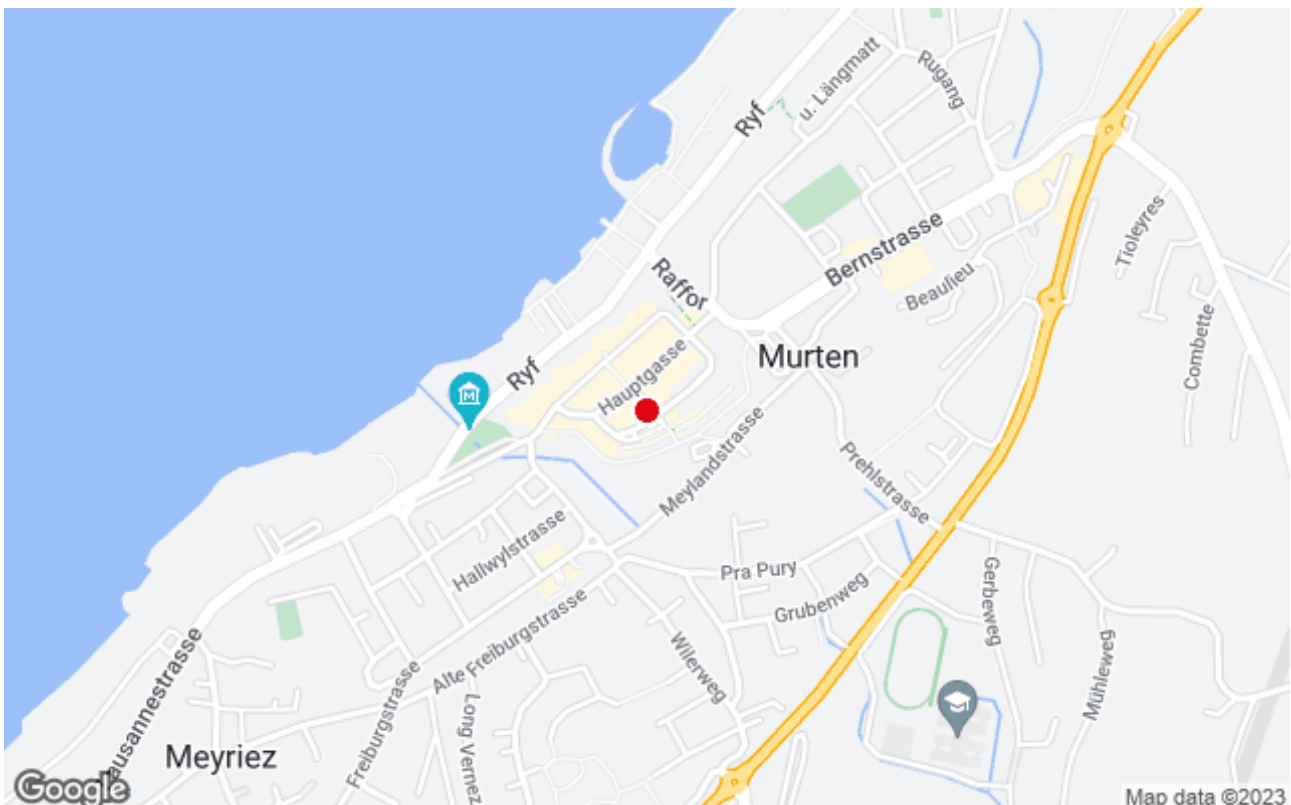 Ryf
u. Längmatt
Rugang
Tioleyres
Raffor
Bernstrasse
Beaulieu
Combette
Hauptgasse
Murten
Ryf
M
Meylandstrasse
Prehlstrasse
Hallwylstrasse
Pra Pury
Grubenweg
Gerbeweg
Alte Freiburgstrasse
Wilerweg
Mühleweg
Lausannestrasse
Freiburgstrasse
Long Vernez
Meyriez
Google
Map data ©2023